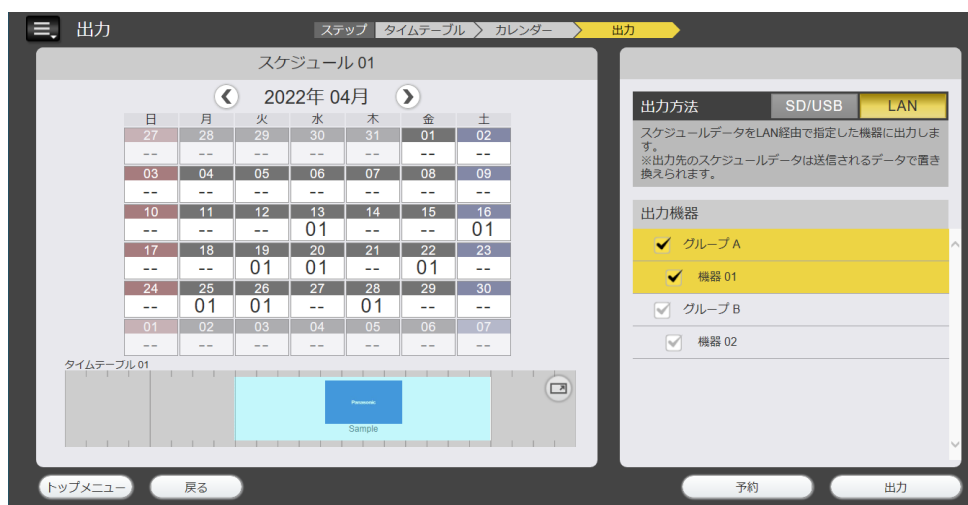 出力
ステップ タイムテーブル カレンダー 出力
スケジュール 01
2022年 04月
日 月 火 水 木 金 土
27 28 29 30 31 01 02
-- -- -- -- -- -- --
03 04 05 06 07 08 09
-- -- -- -- -- -- --
10 11 12 13 14 15 16
-- -- -- 01 -- -- 01
17 18 19 20 21 22 23
-- -- 01 01 -- 01 --
24 25 26 27 28 29 30
-- 01 01 -- 01 -- --
01 02 03 04 05 06 07
-- -- -- -- -- -- --
タイムテーブル 01
Panasonic
Sample
出力方法 SD/USB LAN
スケジュールデータをLAN経由で指定した機器に出力しま
す。
※出力先のスケジュールデータは送信されるデータで置き
換えられます。
出力機器
グループ A
機器 01
グループ B
機器 02
トップメニュー 戻る 予約 出力